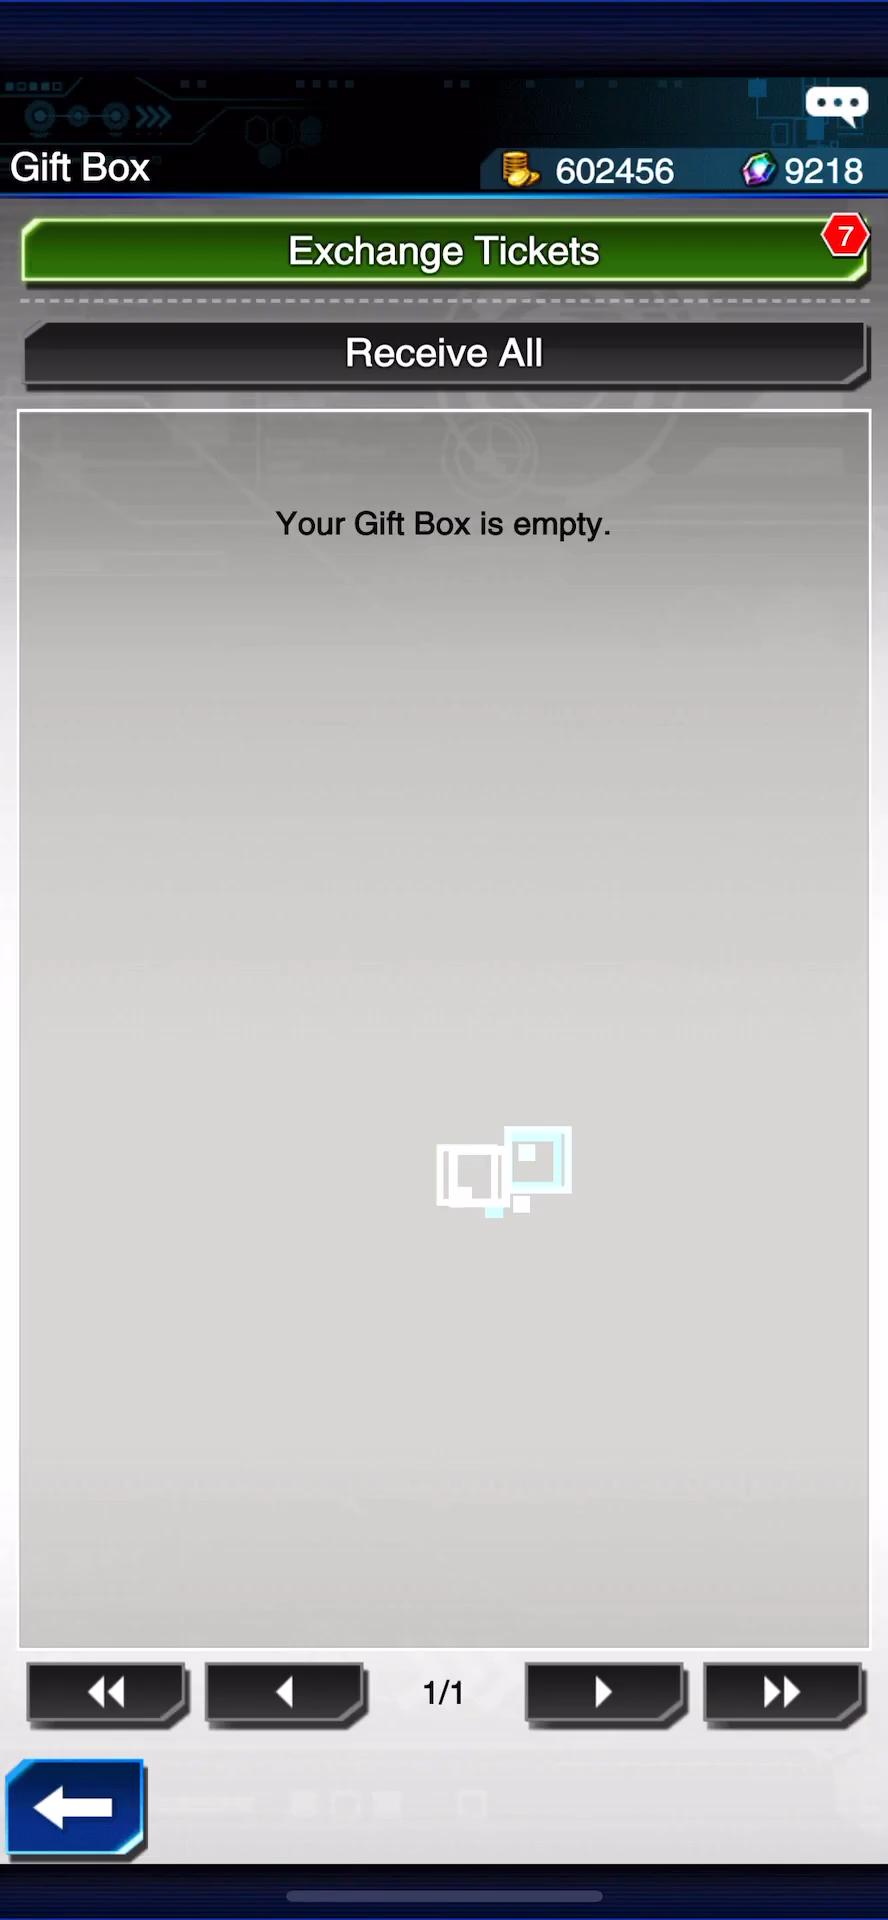 Gift Box
602456
9218
Exchange Tickets
7
Receive All
Your Gift Box is empty.
1/1